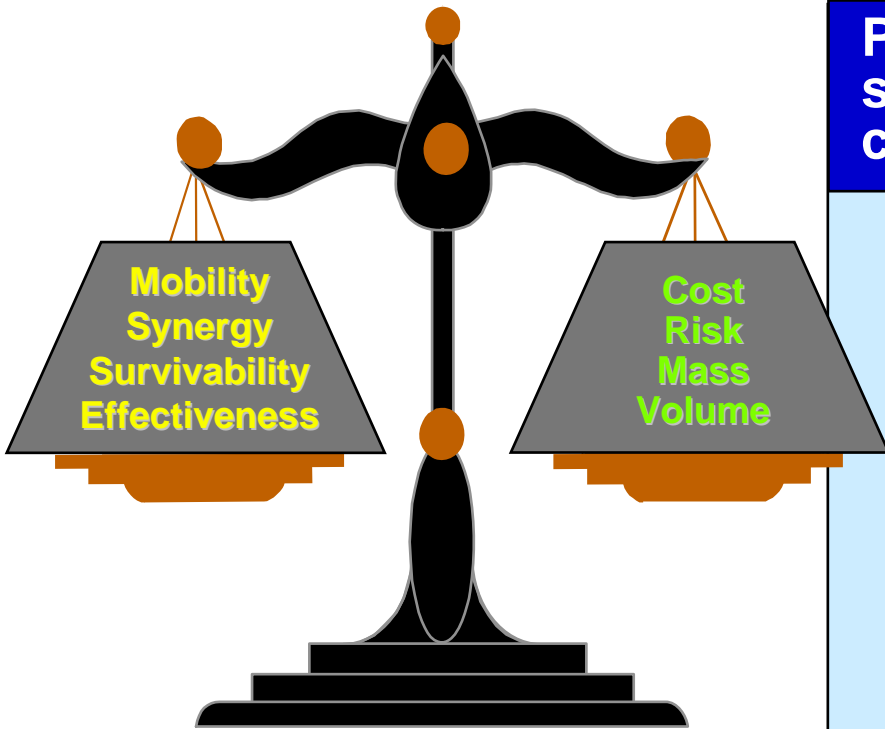 Mobility
Synergy
Survivability
Effectiveness
Cost
Risk
Mass
Volume